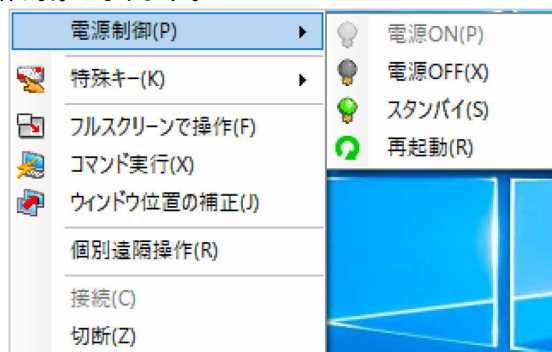 電源制御(P)
特殊キー(K)
フルスクリーンで操作(F)
コマンド実行(X)
ウィンドウ位置の補正(J)
個別遠隔操作(R)
接続(C)
切断(Z)
電源ON(P)
電源OFF(X)
スタンバイ(S)
再起動(R)